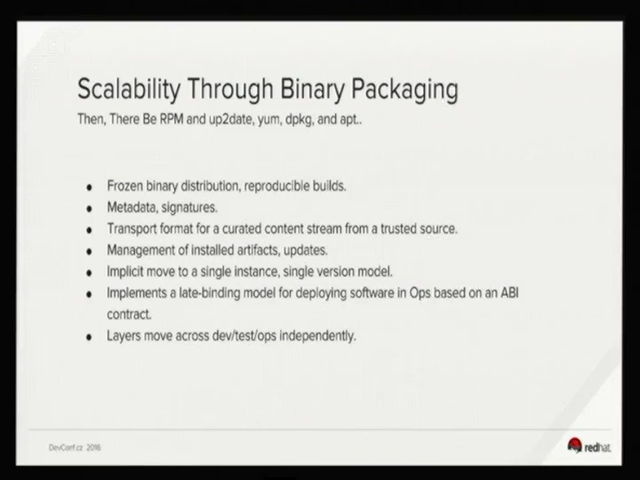 Scalability Through Binary Packaging
Then, There Be RPM and up2date, yum, dpkg, and apt..
● Frozen binary distribution, reproducible builds.
● Metadata, signatures.
● Transport format for a curated content stream from a trusted source.
● Management of installed artifacts, updates.
● Implicit move to a single instance, single version model.
● Implements a late-binding model for deploying software in Ops based on an ABI
contract.
● Layers move across dev/test/ops independently.
DevConf.cz 2016
redhat.